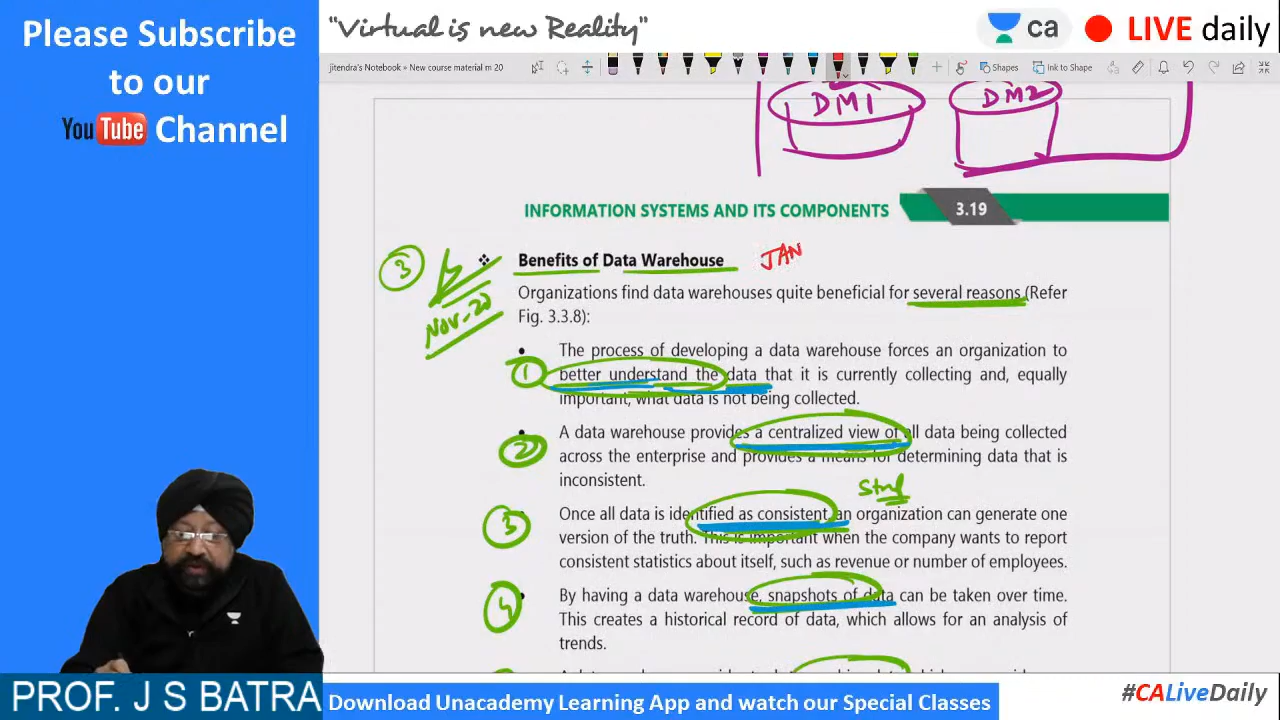 Please Subscribe
to our
YouTube Channel
"Virtual is new Reality"
ca LIVE daily
jitendra's Notebook » New course material m 20
Shapes
Ink to Shape
DM1
DM2
INFORMATION SYSTEMS AND ITS COMPONENTS 3.19
3
Nov-20
❖ Benefits of Data Warehouse JAN
Organizations find data warehouses quite beneficial for several reasons (Refer
Fig. 3.3.8):
1
• The process of developing a data warehouse forces an organization to
better understand the data that it is currently collecting and, equally
important, what data is not being collected.
2
• A data warehouse provides a centralized view of all data being collected
across the enterprise and provides a means for determining data that is
inconsistent.
3
Once all data is identified as consistent, an organization can generate one
version of the truth. This is important when the company wants to report
consistent statistics about itself, such as revenue or number of employees.
4
By having a data warehouse, snapshots of data can be taken over time.
This creates a historical record of data, which allows for an analysis of
trends.
PROF. J S BATRA
Download Unacademy Learning App and watch our Special Classes
#CALiveDaily